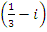 (1/3 − i)